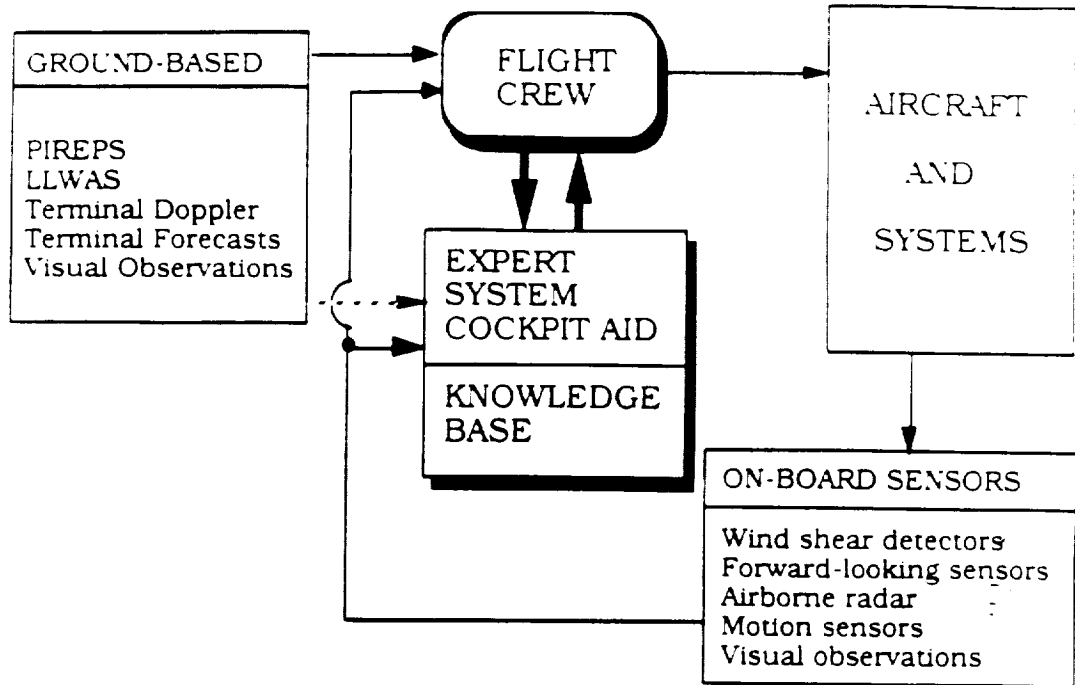 GROUND-BASED
PIREPS
LLWAS
Terminal Doppler
Terminal Forecasts
Visual Observations
FLIGHT
CREW
EXPERT
SYSTEM
COCKPIT AID
KNOWLEDGE
BASE
AIRCRAFT
AND
SYSTEMS
ON-BOARD SENSORS
Wind shear detectors
Forward-looking sensors
Airborne radar
Motion sensors
Visual observations